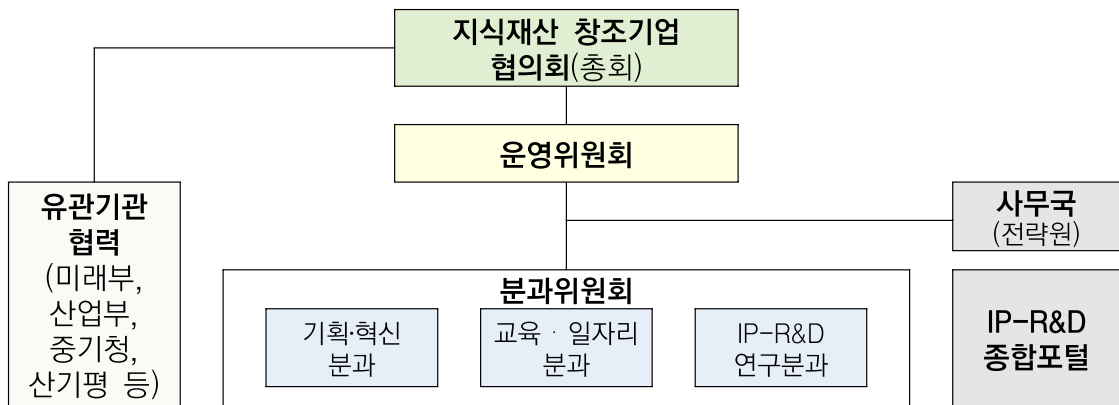 지식재산 창조기업
협의회(총회)
운영위원회
유관기관
협력
(미래부,
산업부,
중기청,
산기평 등)
사무국
(전략원)
분과위원회
기획·혁신
분과
교육 · 일자리
분과
IP-R&D
연구분과
IP-R&D
종합포털